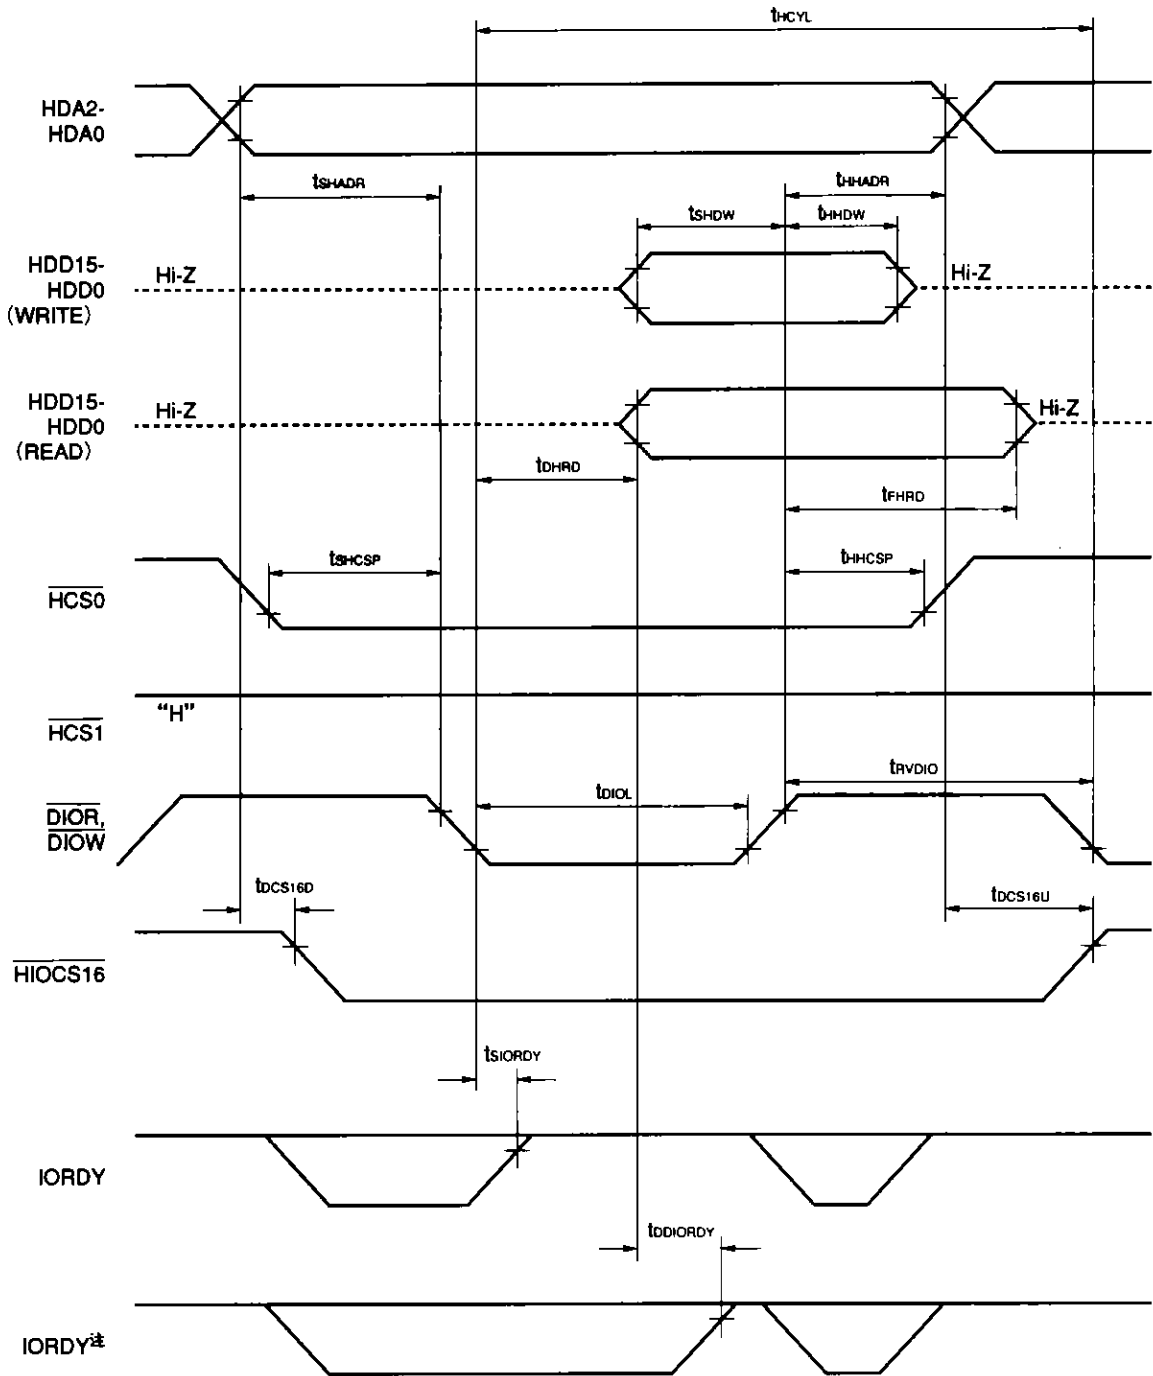 tHCYL
HDA2-
HDA0
tSHADR
tHHADR
tSHDW
tHHDW
HDD15-
HDD0
(WRITE)
Hi-Z
Hi-Z
HDD15-
HDD0
(READ)
Hi-Z
Hi-Z
tDHRD
tFHRD
tSHCSP
tHHCSP
HCS0
"H"
HCS1
tRVDIO
tDIOL
DIOR,
DIOW
tDCS16D
tDCS16U
HIOCS16
tSIORDY
IORDY
tDDIORDY
IORDY注